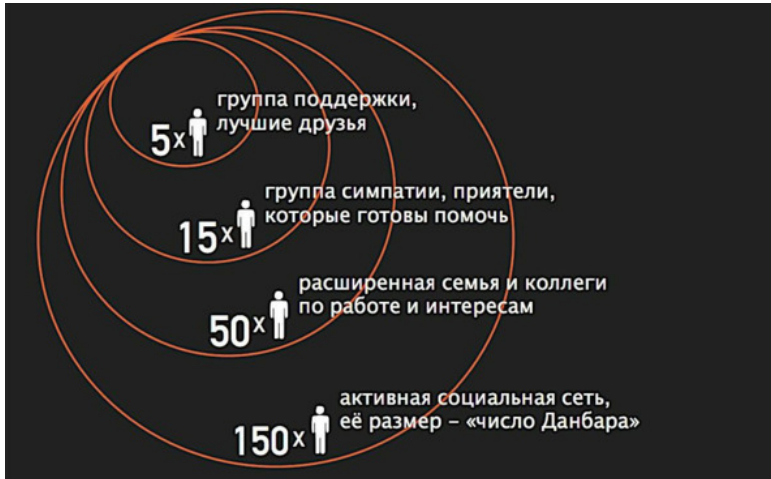 группа поддержки,
лучшие друзья
5x
группа симпатии, приятели,
которые готовы помочь
15x
расширенная семья и коллеги
по работе и интересам
50x
активная социальная сеть,
её размер – «число Данбара»
150x